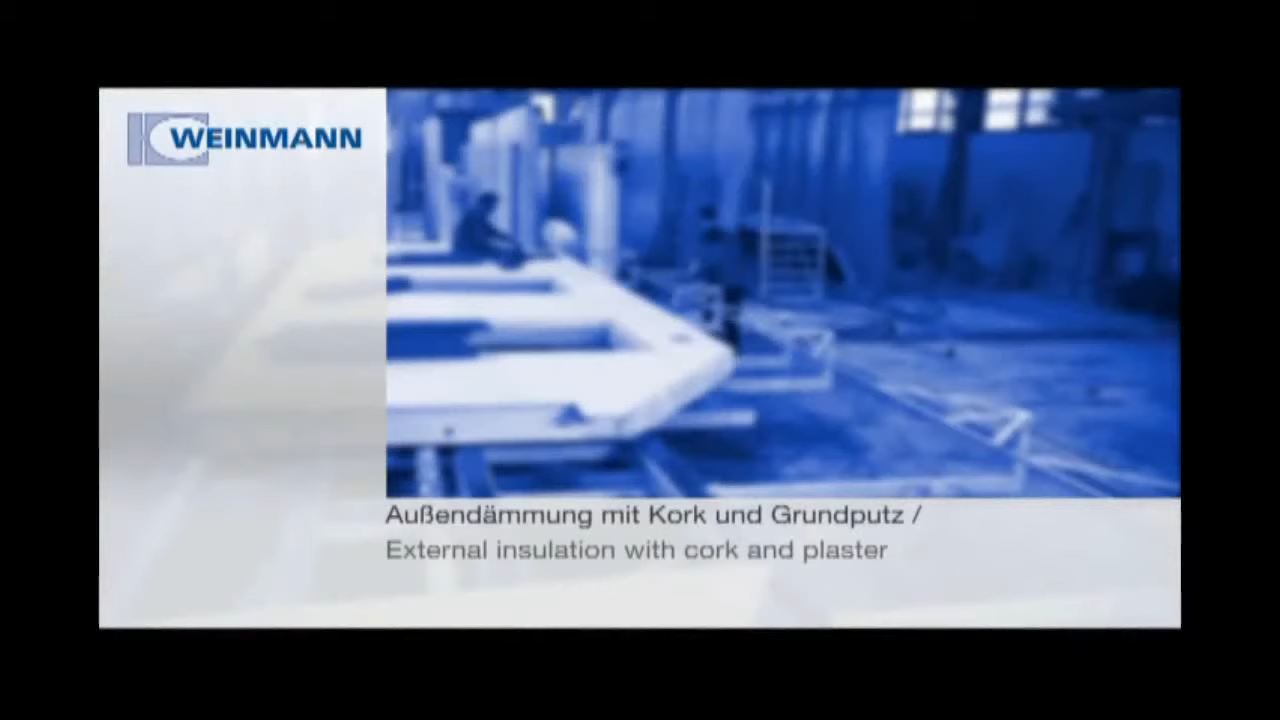 WEINMANN
Außendämmung mit Kork und Grundputz /
External insulation with cork and plaster